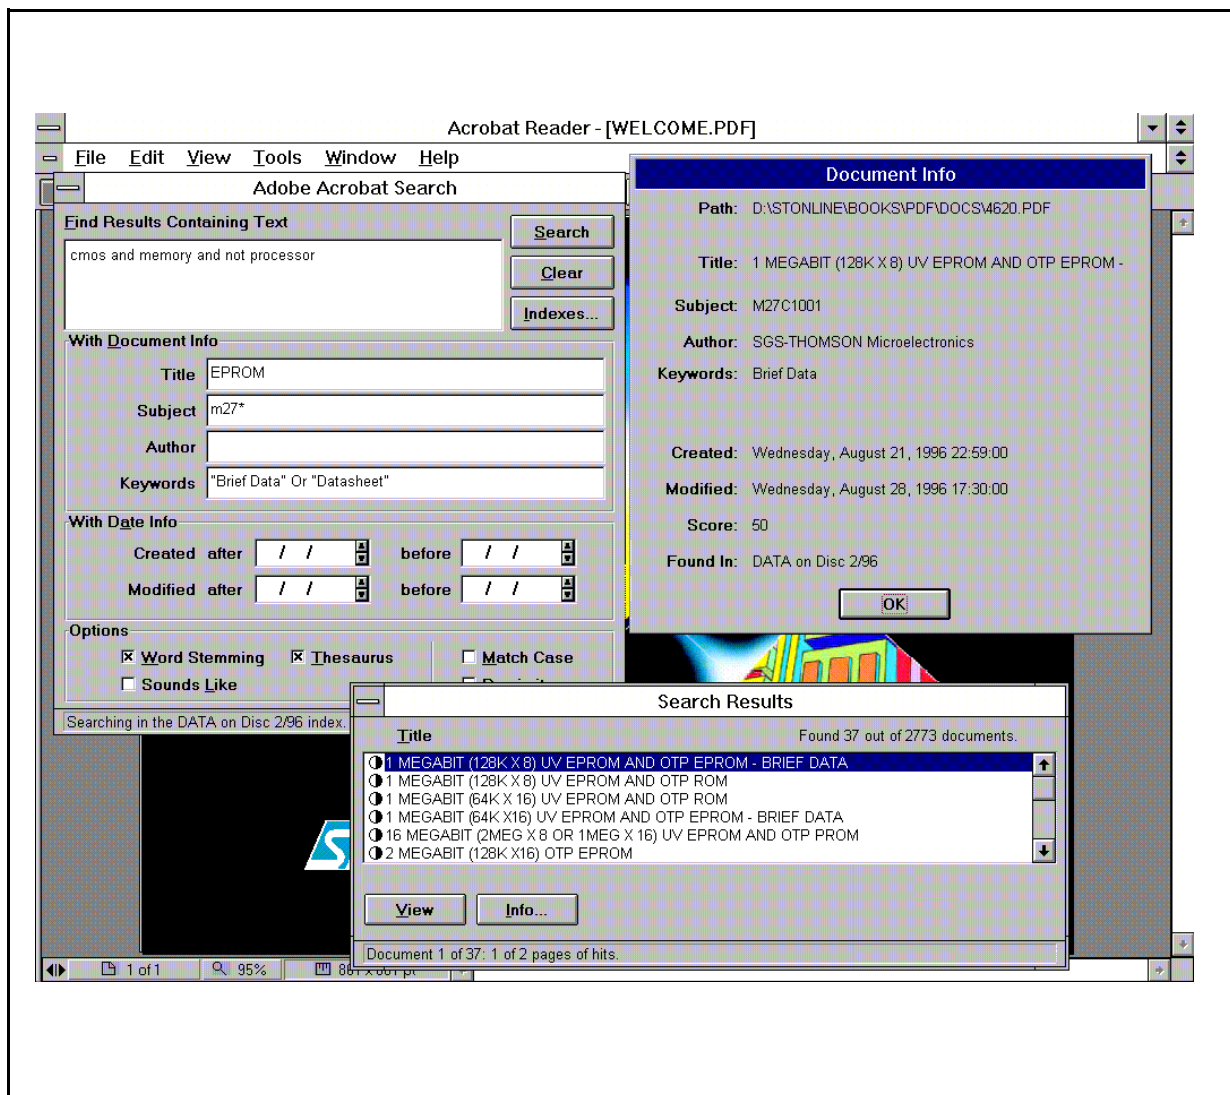 Acrobat Reader - [WELCOME.PDF]
File Edit View Tools Window Help
Adobe Acrobat Search
Find Results Containing Text
cmos and memory and not processor
Search
Clear
Indexes...
With Document Info
Title EPROM
Subject m27*
Author
Keywords "Brief Data" Or "Datasheet"
With Date Info
Created after / / before / /
Modified after / / before / /
Options
Word Stemming Thesaurus Match Case
Sounds Like
Searching in the DATA on Disc 2/96 index.
Document Info
Path: D:\STONLINE\BOOKS\PDF\DOCS\4620.PDF
Title: 1 MEGABIT (128K X 8) UV EPROM AND OTP EPROM -
Subject: M27C1001
Author: SGS-THOMSON Microelectronics
Keywords: Brief Data
Created: Wednesday, August 21, 1996 22:59:00
Modified: Wednesday, August 28, 1996 17:30:00
Score: 50
Found In: DATA on Disc 2/96
OK
Search Results
Title Found 37 out of 2773 documents.
1 MEGABIT (128K X 8) UV EPROM AND OTP EPROM - BRIEF DATA
1 MEGABIT (128K X 8) UV EPROM AND OTP ROM
1 MEGABIT (64K X 16) UV EPROM AND OTP ROM
1 MEGABIT (64K X16) UV EPROM AND OTP EPROM - BRIEF DATA
16 MEGABIT (2MEG X 8 OR 1MEG X 16) UV EPROM AND OTP PROM
2 MEGABIT (128K X16) OTP EPROM
View Info...
Document 1 of 37: 1 of 2 pages of hits.
1 of 1 95%